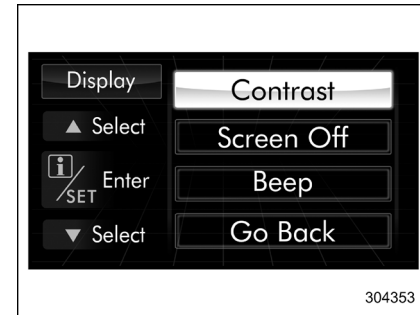 Display
▲ Select
i/SET Enter
▼ Select
Contrast
Screen Off
Beep
Go Back
304353